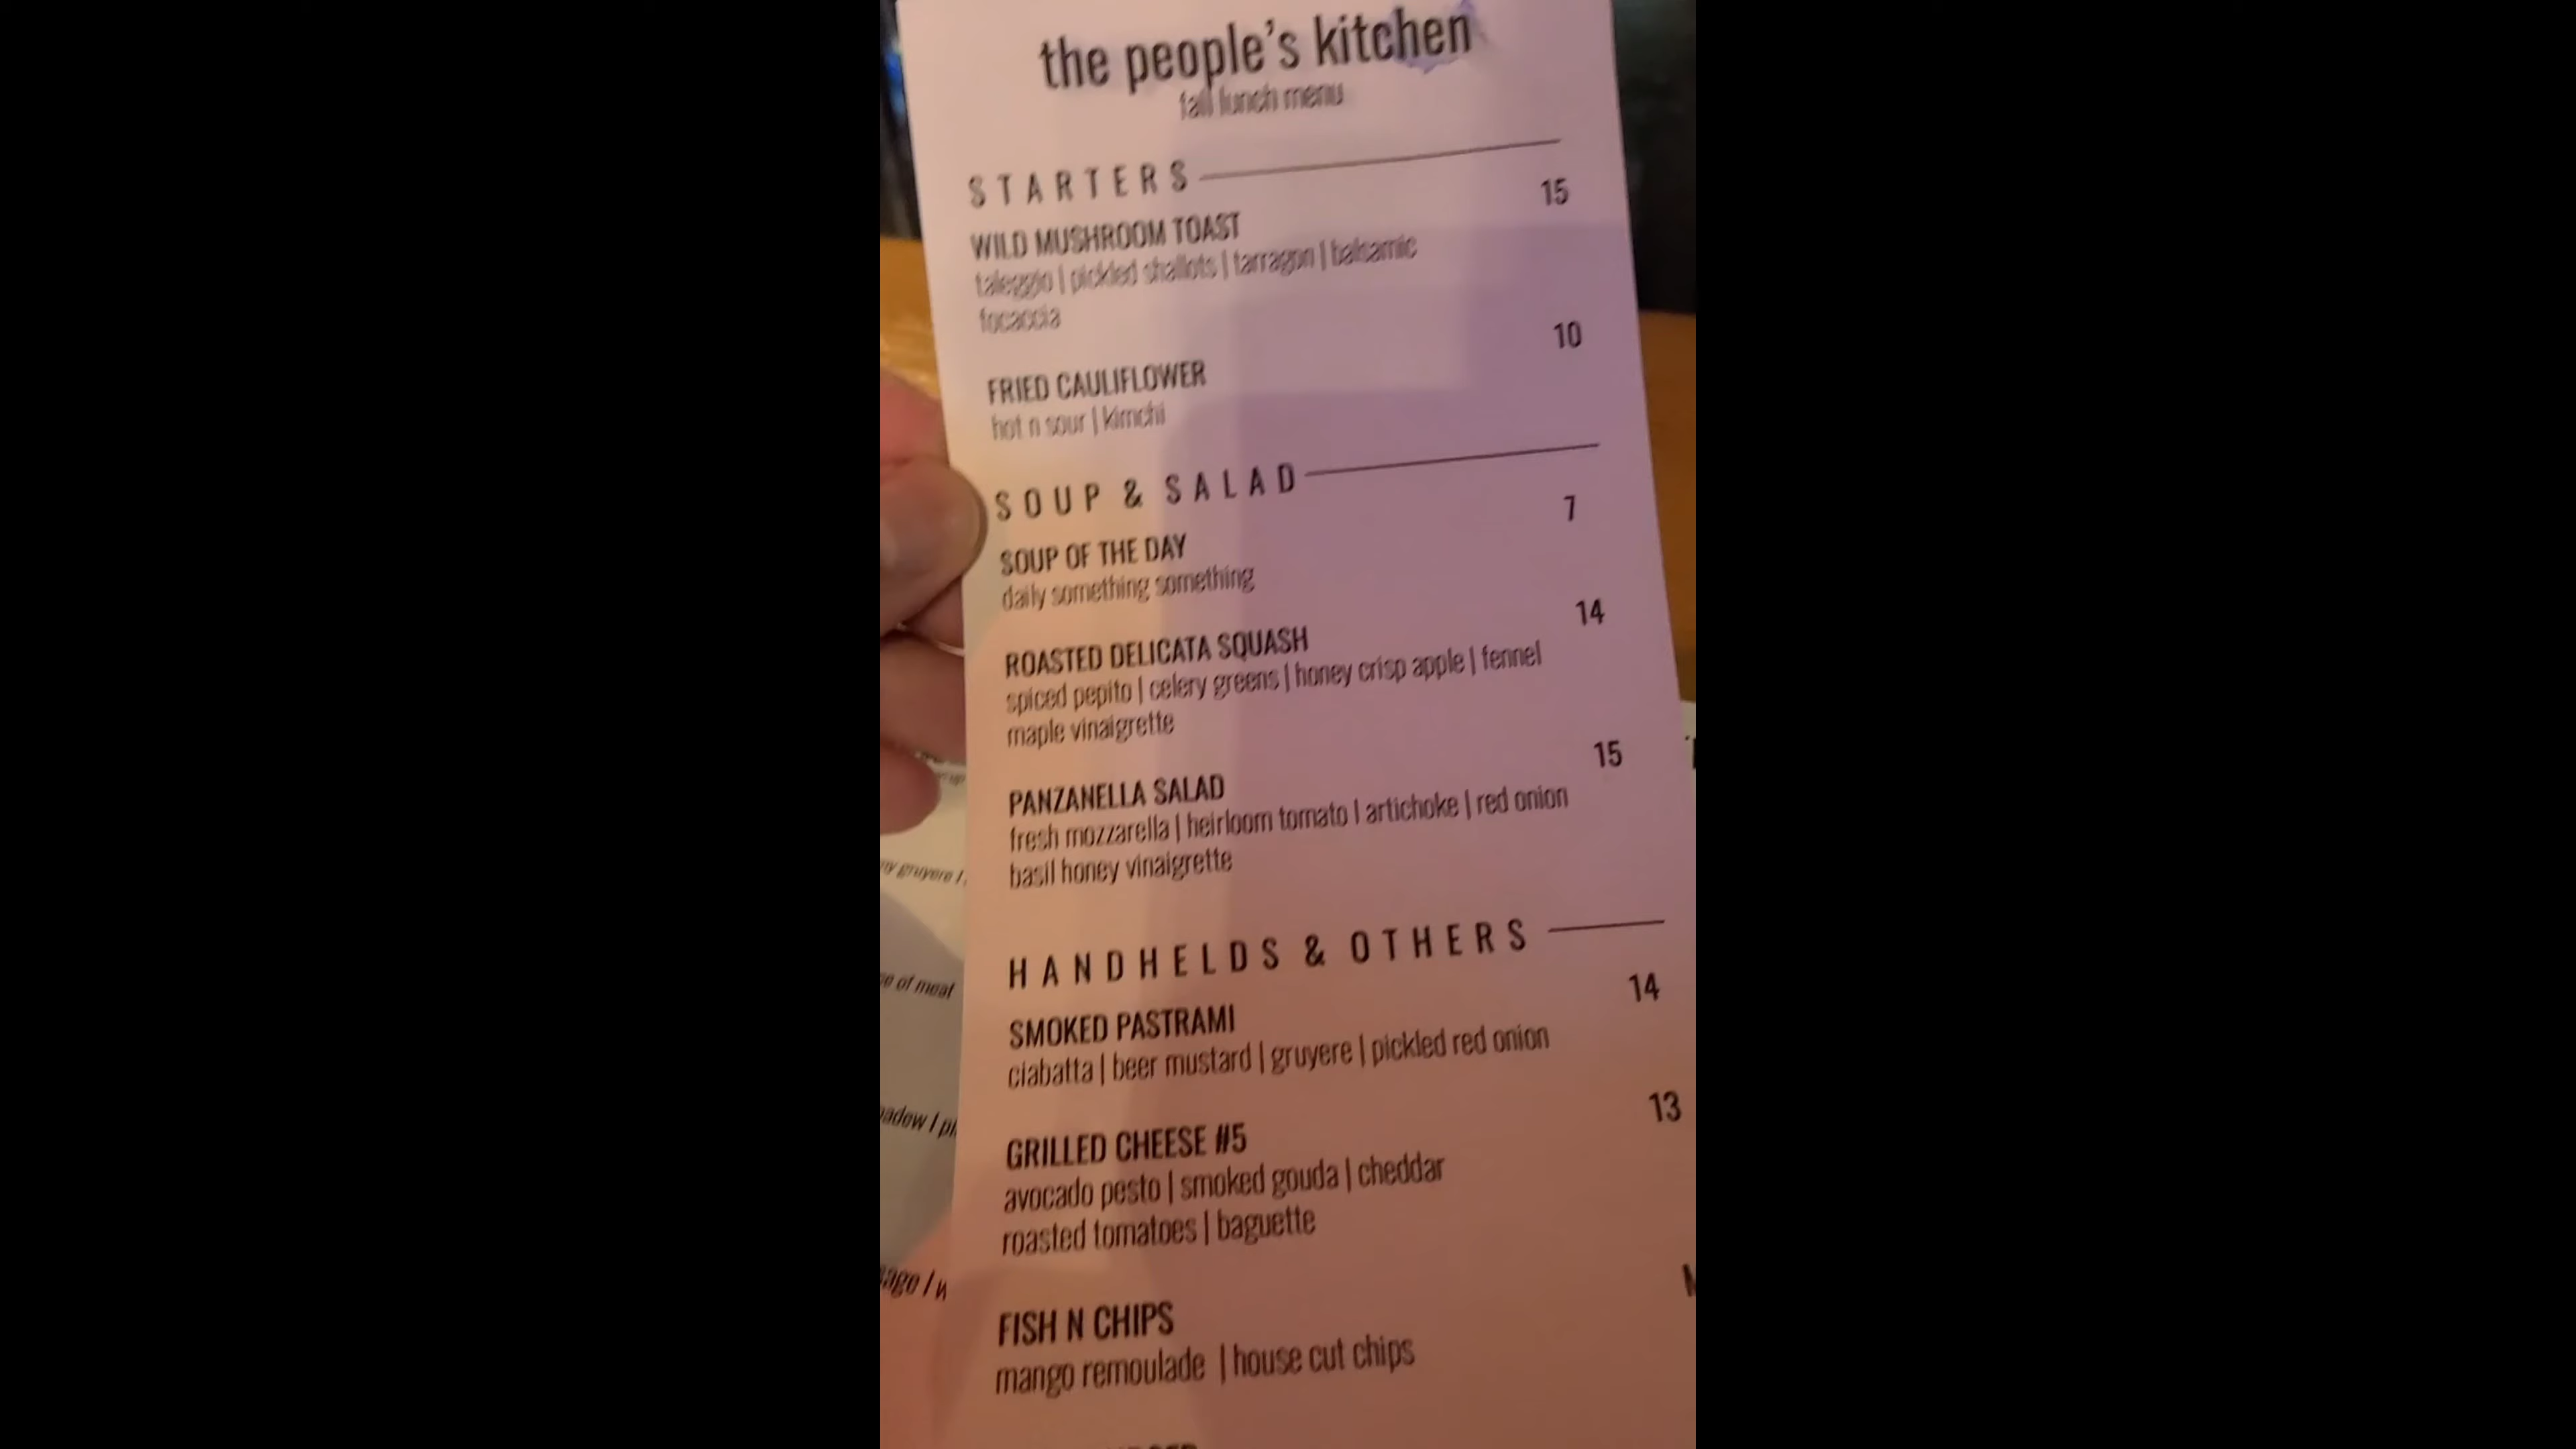 the people's kitchen
fall lunch menu
STARTERS
WILD MUSHROOM TOAST 15
taleggio | pickled shallots | tarragon | balsamic
focaccia
FRIED CAULIFLOWER 10
hot n sour | kimchi
SOUP & SALAD
SOUP OF THE DAY 7
daily something something
ROASTED DELICATA SQUASH 14
spiced pepito | celery greens | honey crisp apple | fennel
maple vinaigrette
PANZANELLA SALAD 15
fresh mozzarella | heirloom tomato | artichoke | red onion
basil honey vinaigrette
HANDHELDS & OTHERS
SMOKED PASTRAMI 14
ciabatta | beer mustard | gruyere | pickled red onion
GRILLED CHEESE #5 13
avocado pesto | smoked gouda | cheddar
roasted tomatoes | baguette
FISH N CHIPS
mango remoulade | house cut chips
gruyere /
of meat